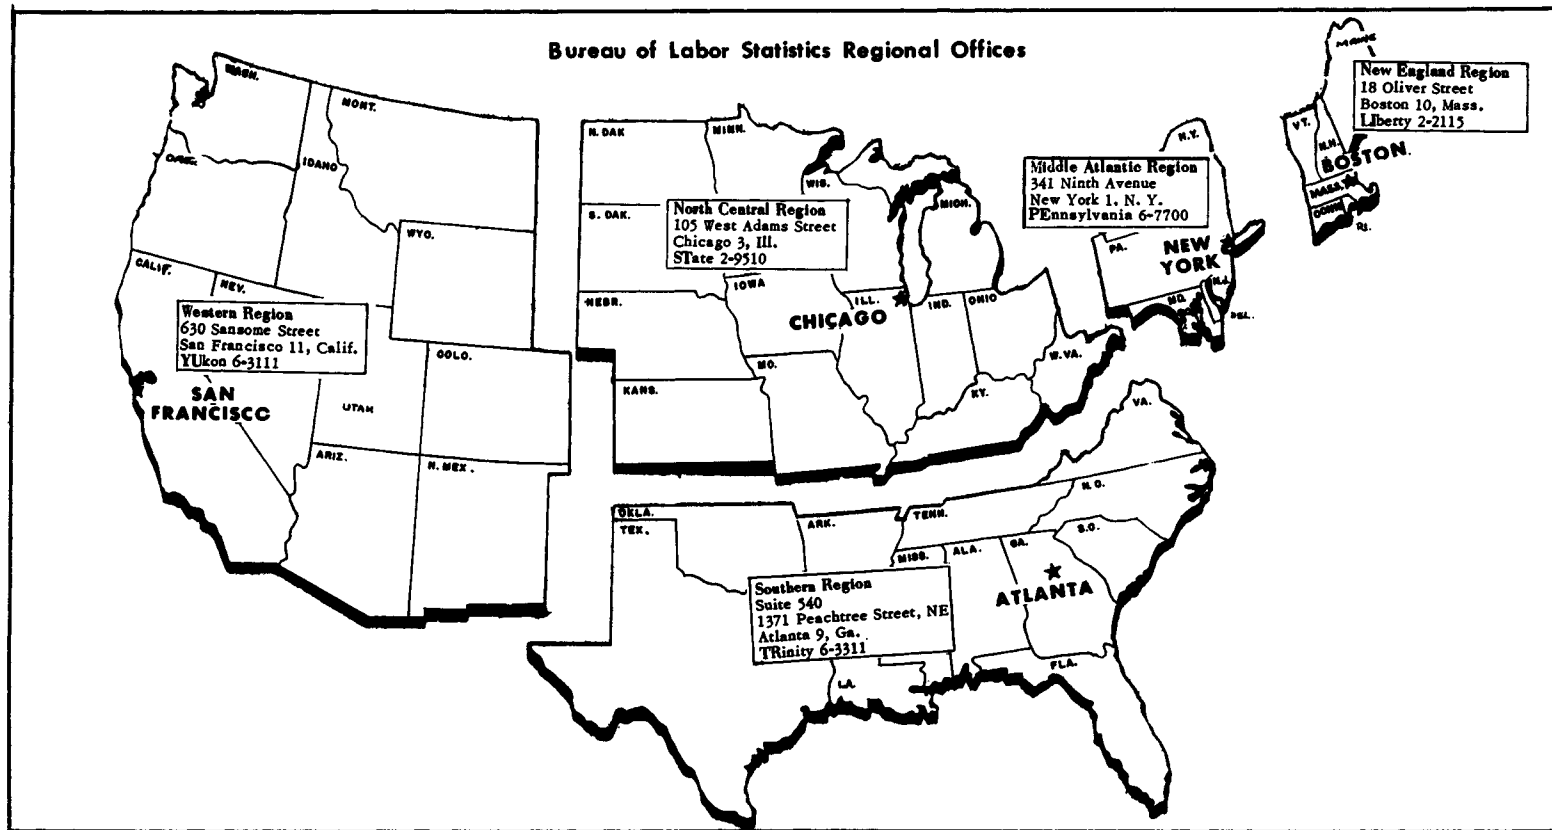 Bureau of Labor Statistics Regional Offices
WASH.
MONT.
OREG.
IDAHO
WYO.
CALIF.
NEV.
Western Region
630 Sansome Street
San Francisco 11, Calif.
YUkon 6-3111
SAN
FRANCISCO
UTAH
COLO.
ARIZ.
N. MEX.
N. DAK
MINN.
S. DAK.
WIS.
MICH.
North Central Region
105 West Adams Street
Chicago 3, Ill.
STate 2-9510
NEBR.
IOWA
ILL.
IND.
OHIO
CHICAGO
KANS.
MO.
KY.
W. VA.
MAINE
New England Region
18 Oliver Street
Boston 10, Mass.
LIberty 2-2115
VT.
N.H.
BOSTON
MASS.
CONN.
RI.
N.Y.
Middle Atlantic Region
341 Ninth Avenue
New York 1, N. Y.
PEnnsylvania 6-7700
PA.
NEW
YORK
N.J.
MD.
DEL.
VA.
OKLA.
TEX.
ARK.
TENN.
N. C.
S.C.
MISS.
ALA.
GA.
ATLANTA
Southern Region
Suite 540
1371 Peachtree Street, NE
Atlanta 9, Ga.
TRinity 6-3311
LA.
FLA.